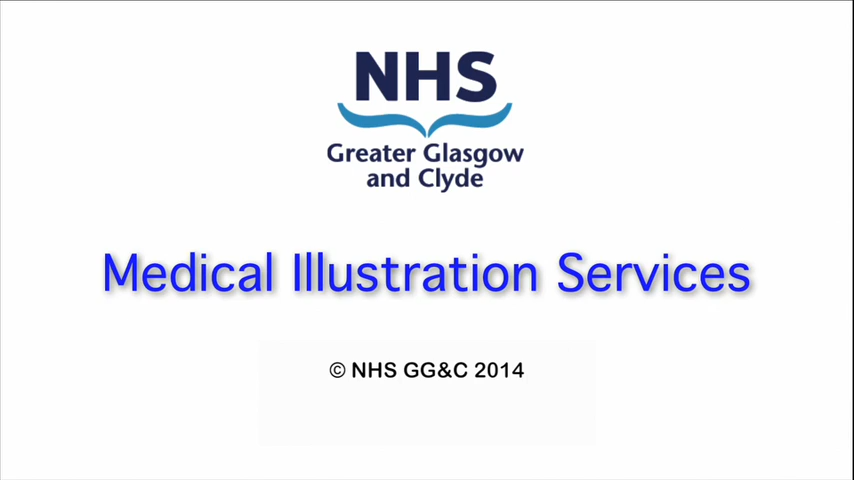 NHS
Greater Glasgow
and Clyde
Medical Illustration Services
© NHS GG&C 2014